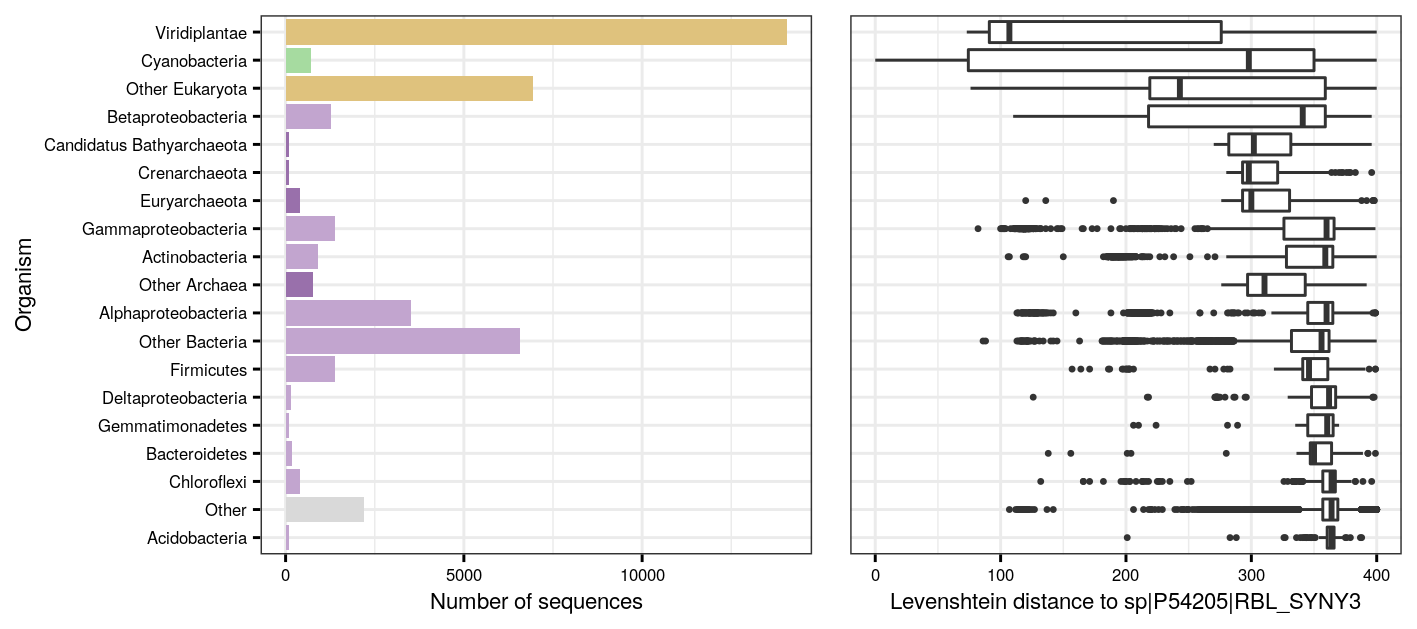 Organism
Viridiplantae
Cyanobacteria
Other Eukaryota
Betaproteobacteria
Candidatus Bathyarchaeota
Crenarchaeota
Euryarchaeota
Gammaproteobacteria
Actinobacteria
Other Archaea
Alphaproteobacteria
Other Bacteria
Firmicutes
Deltaproteobacteria
Gemmatimonadetes
Bacteroidetes
Chloroflexi
Other
Acidobacteria
0 5000 10000
Number of sequences
0 100 200 300 400
Levenshtein distance to sp|P54205|RBL_SYNY3